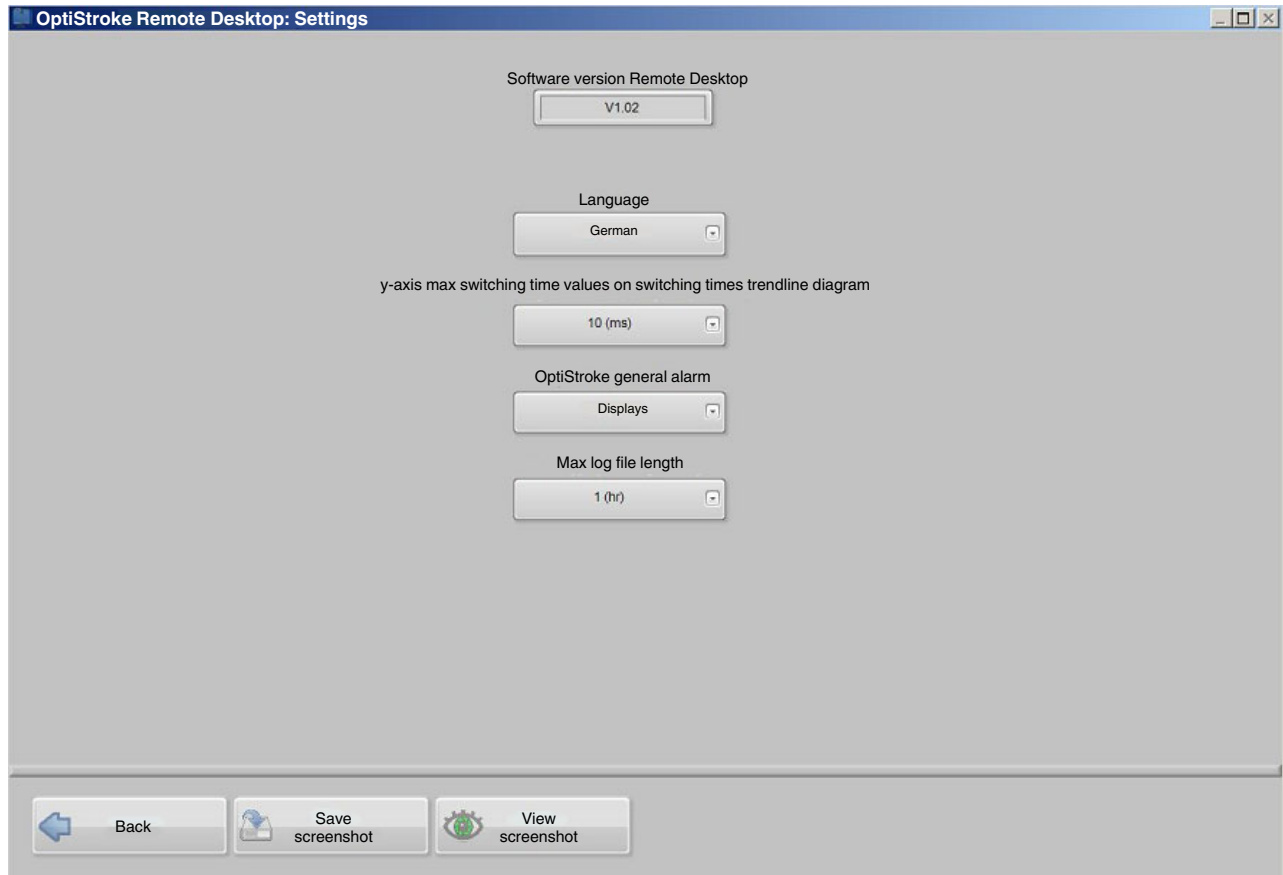 OptiStroke Remote Desktop: Settings
Software version Remote Desktop
V1.02
Language
German
y-axis max switching time values on switching times trendline diagram
10 (ms)
OptiStroke general alarm
Displays
Max log file length
1 (hr)
Back
Save
screenshot
View
screenshot